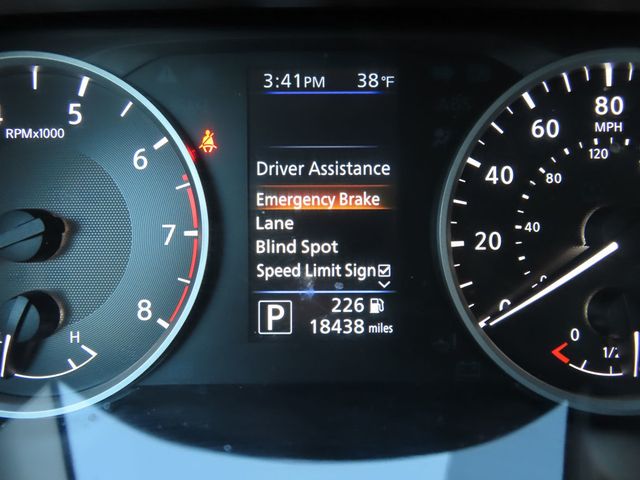 3:41PM 38°F
Driver Assistance
Emergency Brake
Lane
Blind Spot
Speed Limit Sign
P
226
18438 miles
5
6
7
8
RPMx1000
H
0
20
40
60
80
MPH
40
80
120
0
1/2